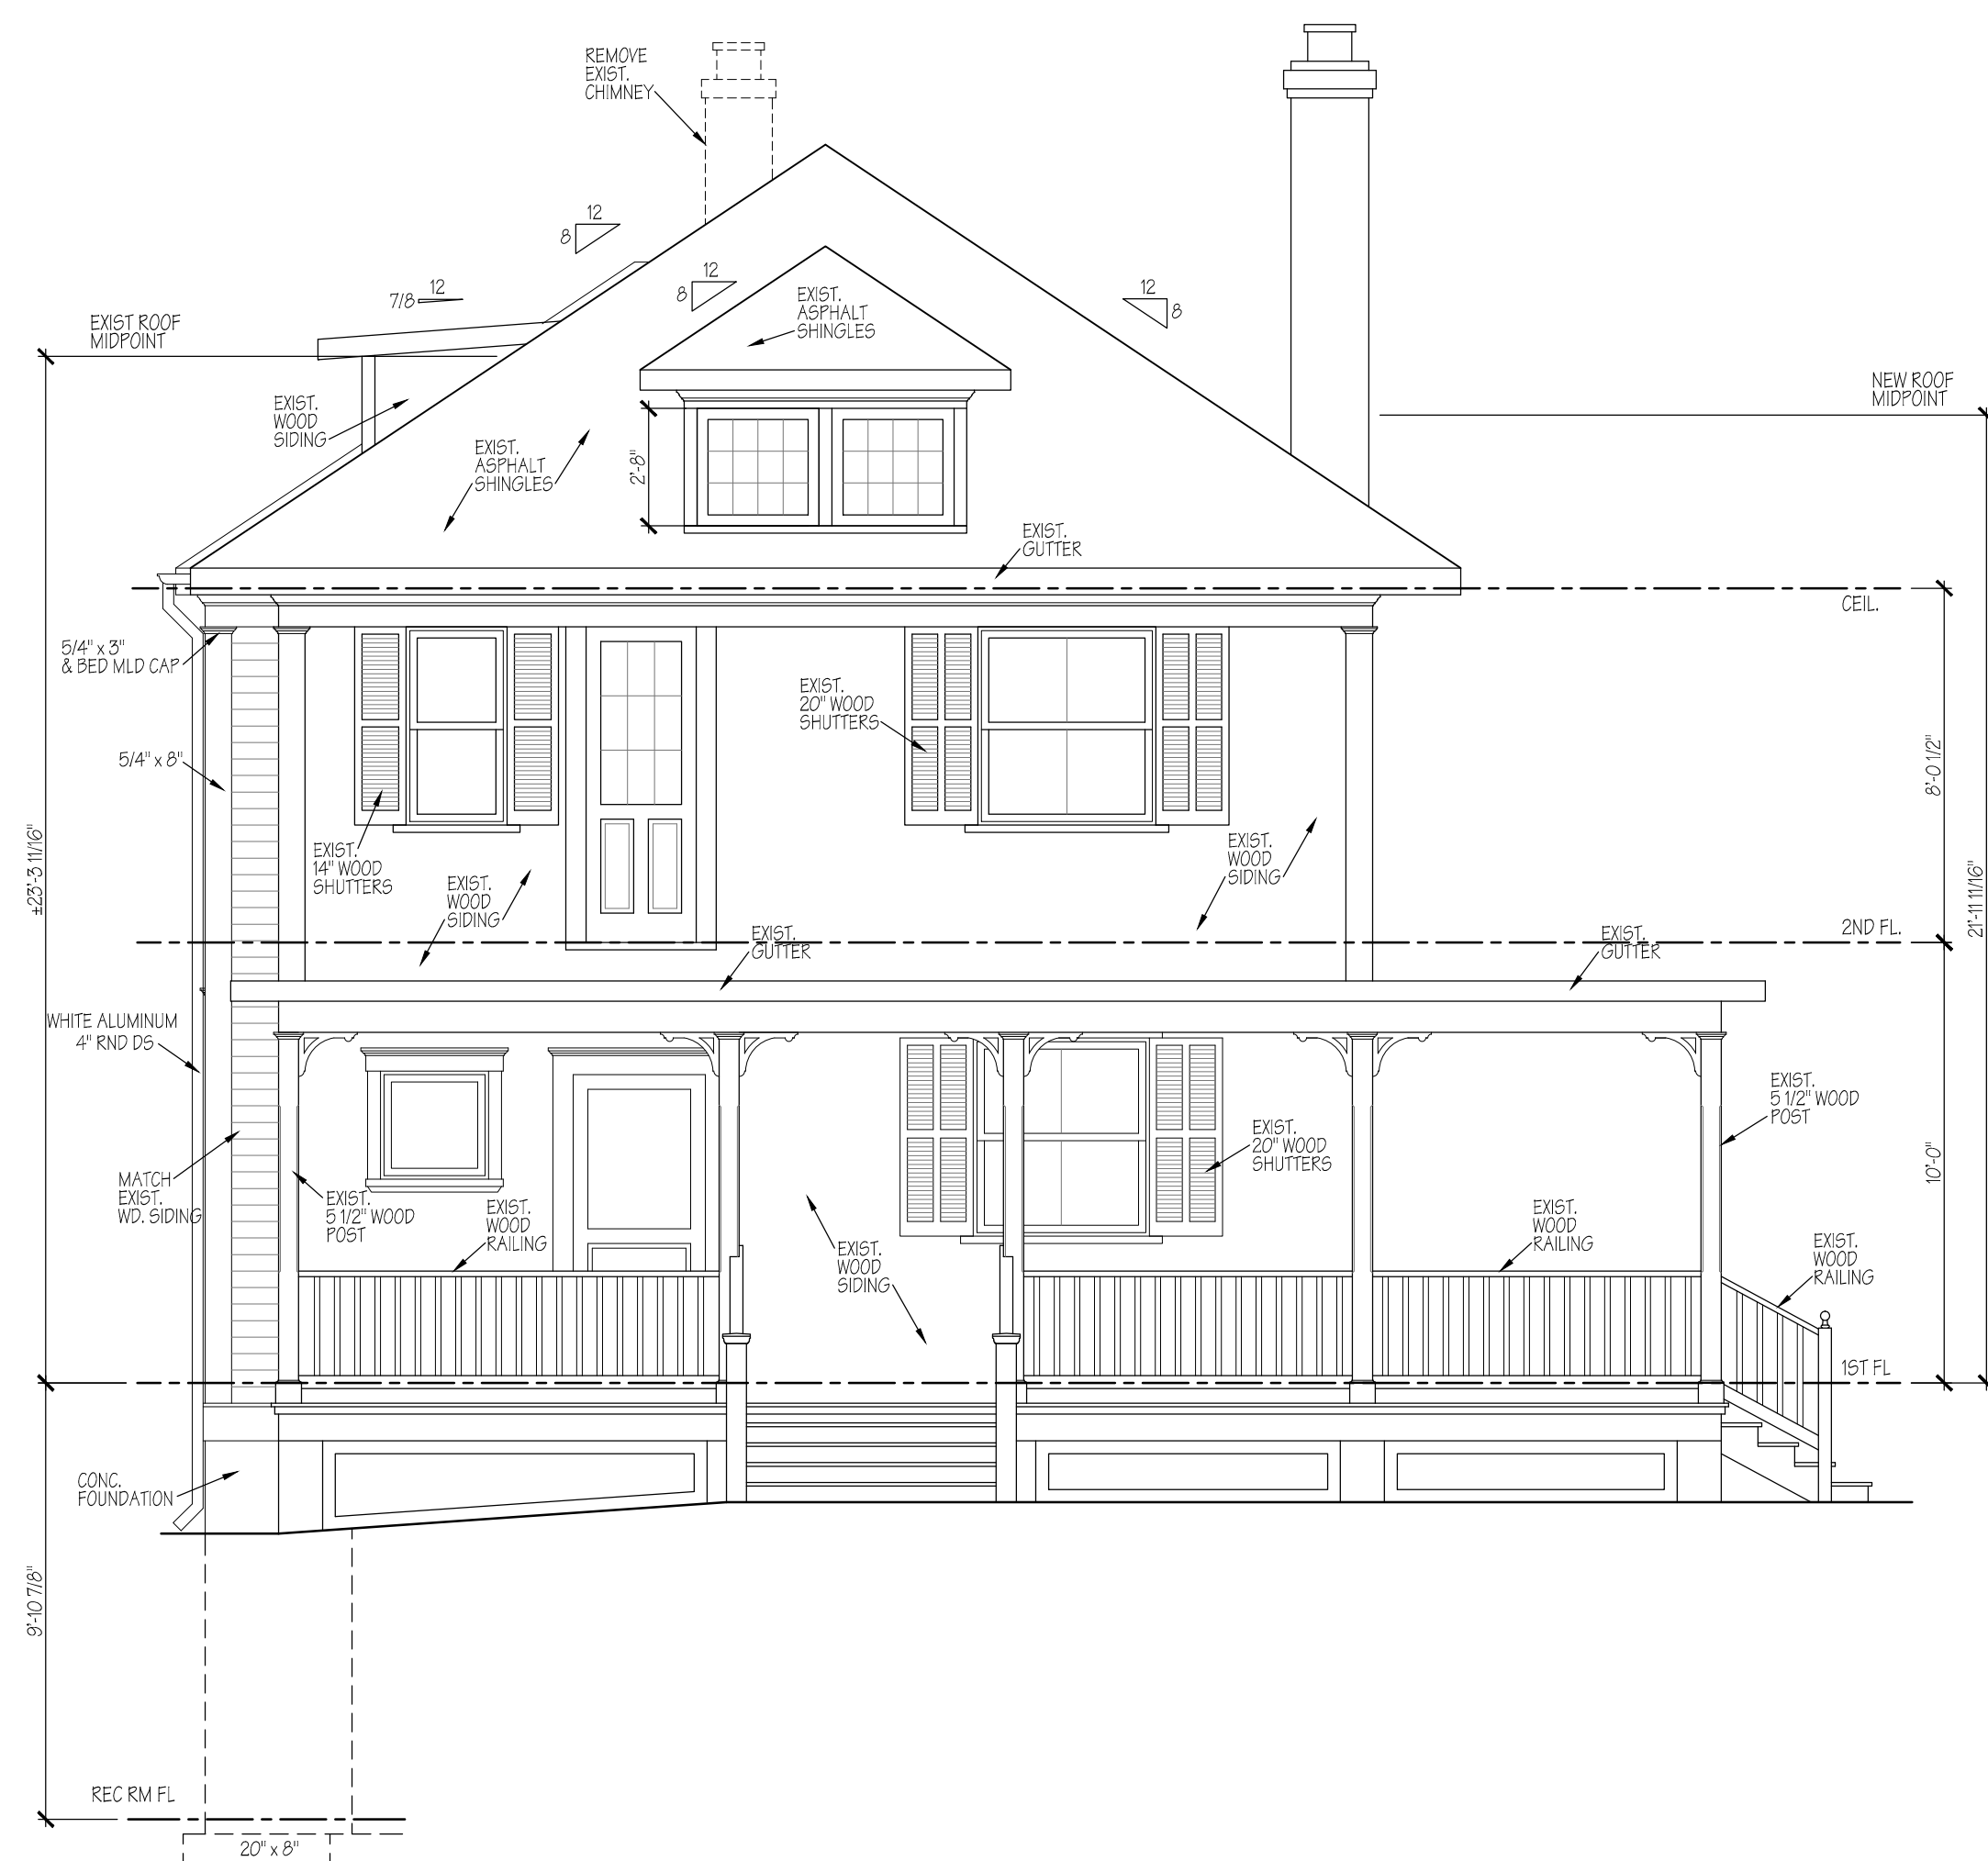 REMOVE
EXIST.
CHIMNEY
12
8
12
7/8
12
8
12
8
EXIST.
ASPHALT
SHINGLES
EXIST ROOF
MIDPOINT
NEW ROOF
MIDPOINT
EXIST.
WOOD
SIDING
EXIST.
ASPHALT
SHINGLES
2'-8"
EXIST.
GUTTER
CEIL.
5/4" x 3"
& BED MLD CAP
EXIST.
20" WOOD
SHUTTERS
5/4" x 8"
8'-0 1/2"
EXIST.
14" WOOD
SHUTTERS
EXIST.
WOOD
SIDING
EXIST.
WOOD
SIDING
±23'-3 11/16"
21'-11 11/16"
2ND FL.
EXIST.
GUTTER
EXIST.
GUTTER
WHITE ALUMINUM
4" RND DS
EXIST.
5 1/2" WOOD
POST
EXIST.
20" WOOD
SHUTTERS
10'-0"
MATCH
EXIST.
WD. SIDING
EXIST.
5 1/2" WOOD
POST
EXIST.
WOOD
RAILING
EXIST.
WOOD
SIDING
EXIST.
WOOD
RAILING
EXIST.
WOOD
RAILING
1ST FL
CONC.
FOUNDATION
9'-10 7/8"
REC RM FL
20" x 8"